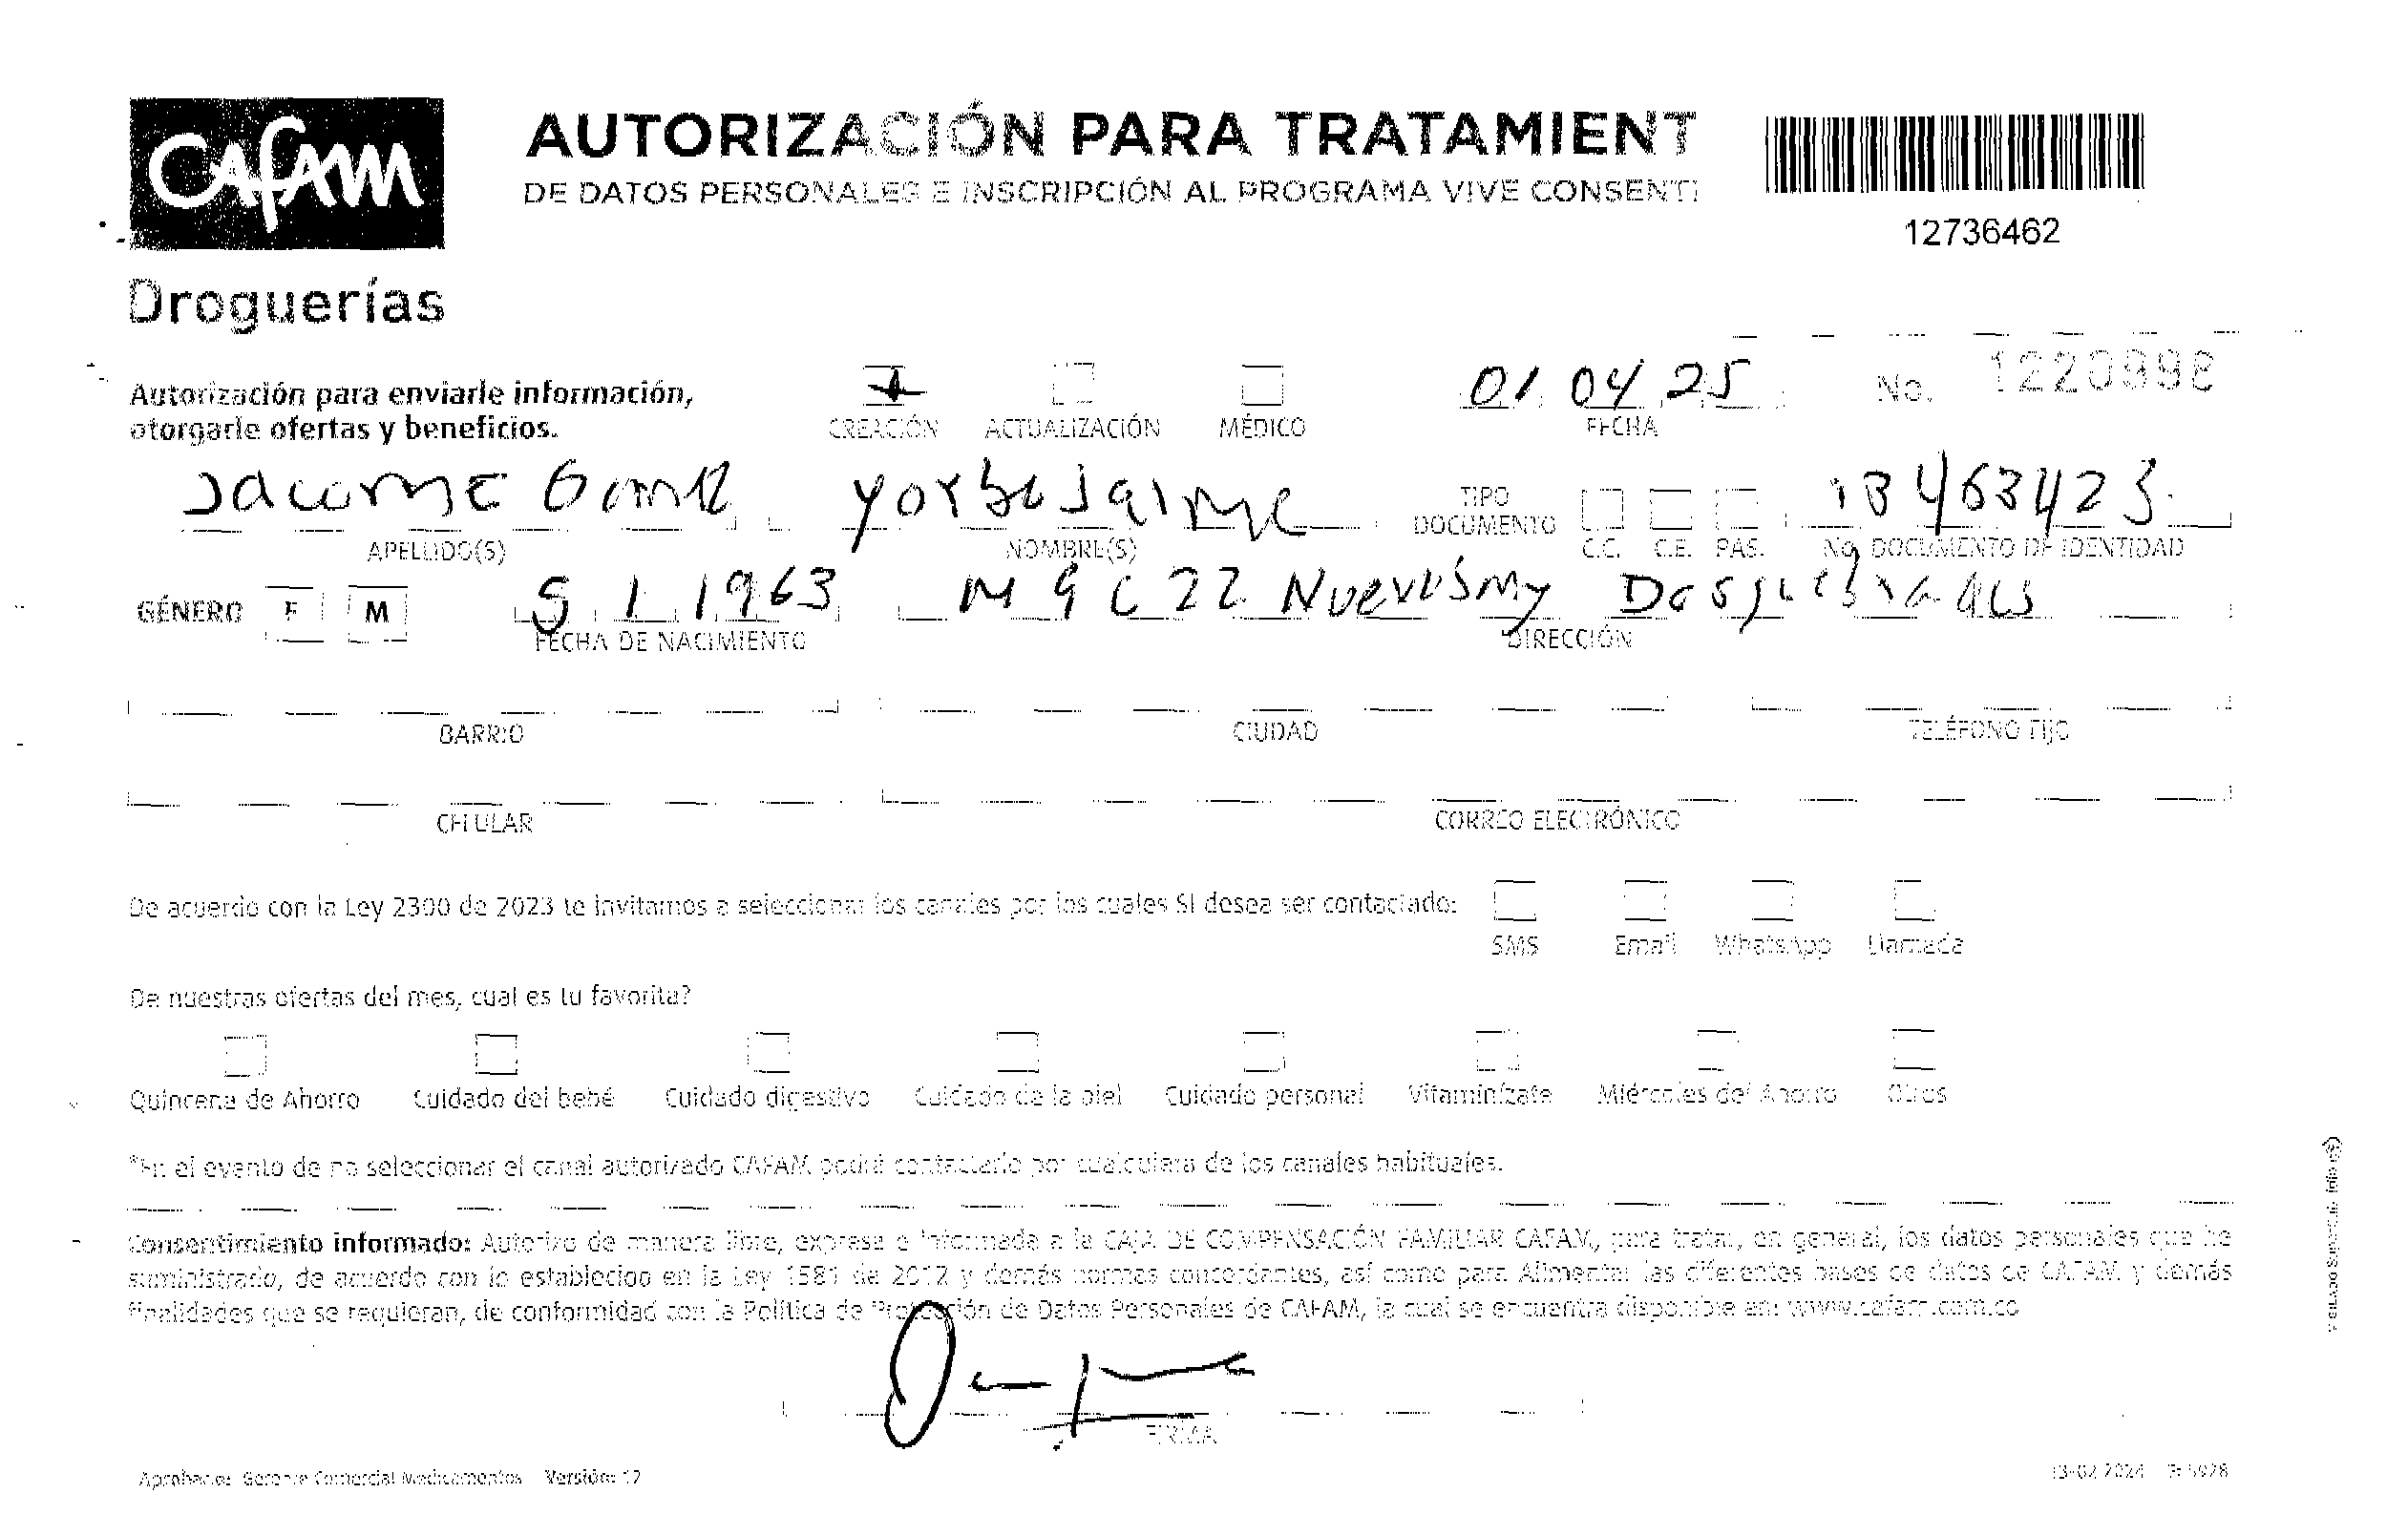 CAFAM
Droguerías
AUTORIZACIÓN PARA TRATAMIENT
DE DATOS PERSONALES E INSCRIPCIÓN AL PROGRAMA VIVE CONSENTI
12736462
Autorización para enviarle información,
otorgarle ofertas y beneficios.
CREACIÓN ACTUALIZACIÓN MÉDICO
01 04 25
FECHA
No. 1220998
Jacome Yorbu Jaime
APELLIDO(S) NOMBRE(S)
TIPO DOCUMENTO C.C. C.E. PAS.
13463423
No. DOCUMENTO DE IDENTIDAD
GÉNERO F M
5 1 1963
FECHA DE NACIMIENTO
M 9 C 22
DIRECCIÓN
BARRIO CIUDAD TELÉFONO FIJO
CELULAR CORREO ELECTRÓNICO
De acuerdo con la Ley 2300 de 2023 te invitamos a seleccionar los canales por los cuales SI desea ser contactado:
SMS Email WhatsApp Llamada
De nuestras ofertas del mes, cual es tu favorita?
Quincena de Ahorro Cuidado del bebé Cuidado digestivo Cuidado de la piel Cuidado personal Vitaminízate Miércoles del Ahorro Otros
*En el evento de no seleccionar el canal autorizado CAFAM podrá contactarlo por cualquiera de los canales habituales.
Consentimiento informado: Autorizo de manera libre, expresa e informada a la CAJA DE COMPENSACIÓN FAMILIAR CAFAM, para tratar, en general, los datos personales que he
suministrado, de acuerdo con lo establecido en la Ley 1581 de 2012 y demás normas concordantes, así como para Alimentar las diferentes bases de datos de CAFAM y demás
finalidades que se requieran, de conformidad con la Política de Protección de Datos Personales de CAFAM, la cual se encuentra disponible en: www.cafam.com.co
FIRMA
Aprobador: Gerente Comercial Medicamentos Versión: 12
13-02-2024